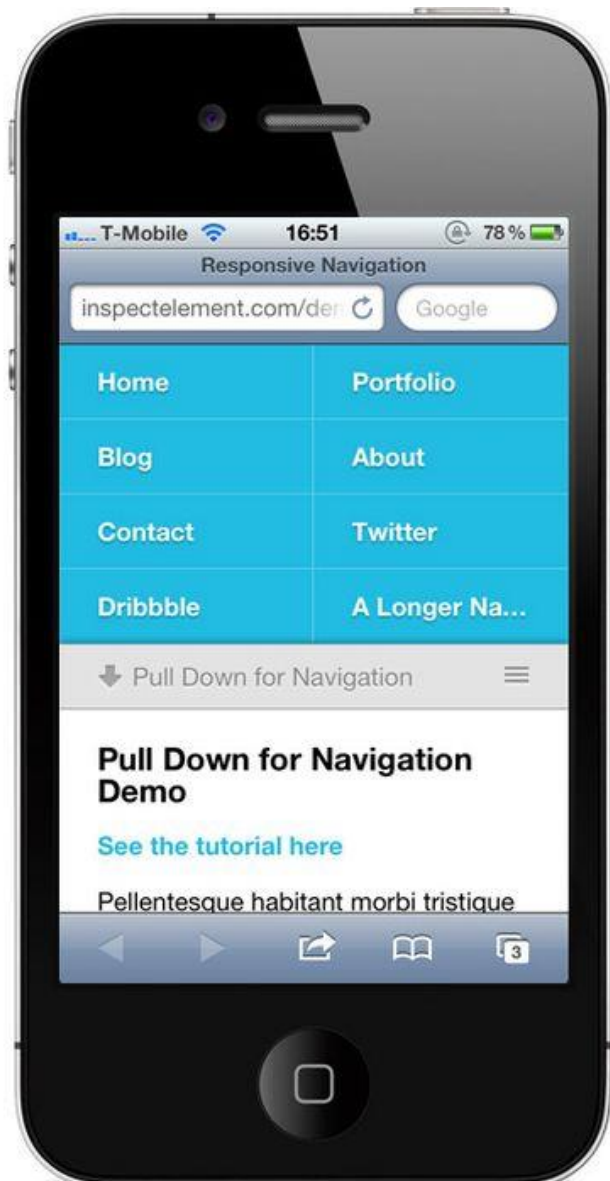 T-Mobile 16:51 78 %
Responsive Navigation
inspectelement.com/dem Google
Home Portfolio
Blog About
Contact Twitter
Dribbble A Longer Na...
Pull Down for Navigation
Pull Down for Navigation
Demo
See the tutorial here
Pellentesque habitant morbi tristique
3